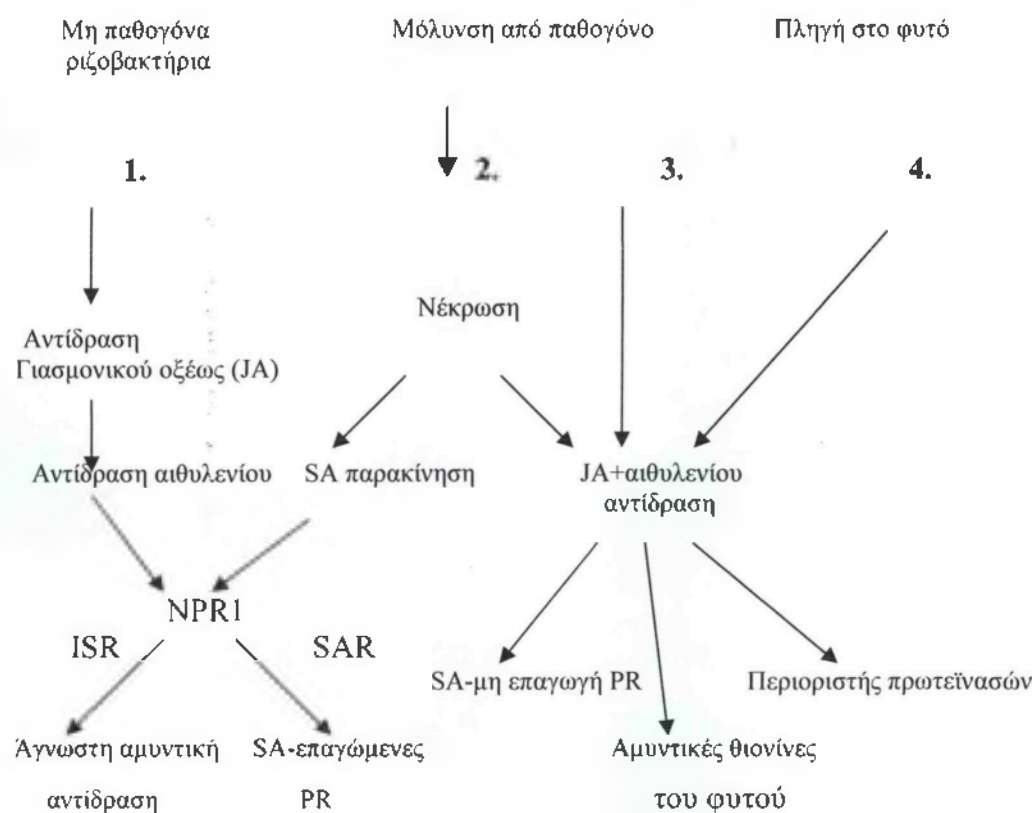 Μη παθογόνα
ριζοβακτήρια
Μόλυνση από παθογόνο
Πληγή στο φυτό
1.
2.
3.
4.
Νέκρωση
Αντίδραση
Γιασμονικού οξέως (JA)
Αντίδραση αιθυλενίου
SA παρακίνηση
JA+αιθυλενίου
αντίδραση
NPR1
ISR
SAR
SA-μη επαγωγή PR
Περιοριστής πρωτεϊνασών
Άγνωστη αμυντική
αντίδραση
SA-επαγώμενες
PR
Αμυντικές θιονίνες
του φυτού